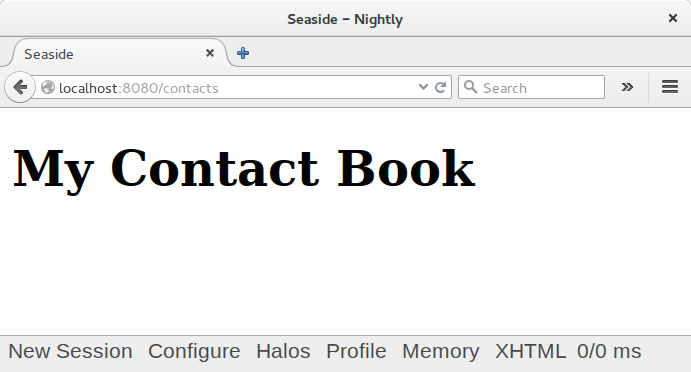 Seaside – Nightly
Seaside
localhost:8080/contacts
Search
My Contact Book
New Session Configure Halos Profile Memory XHTML 0/0 ms